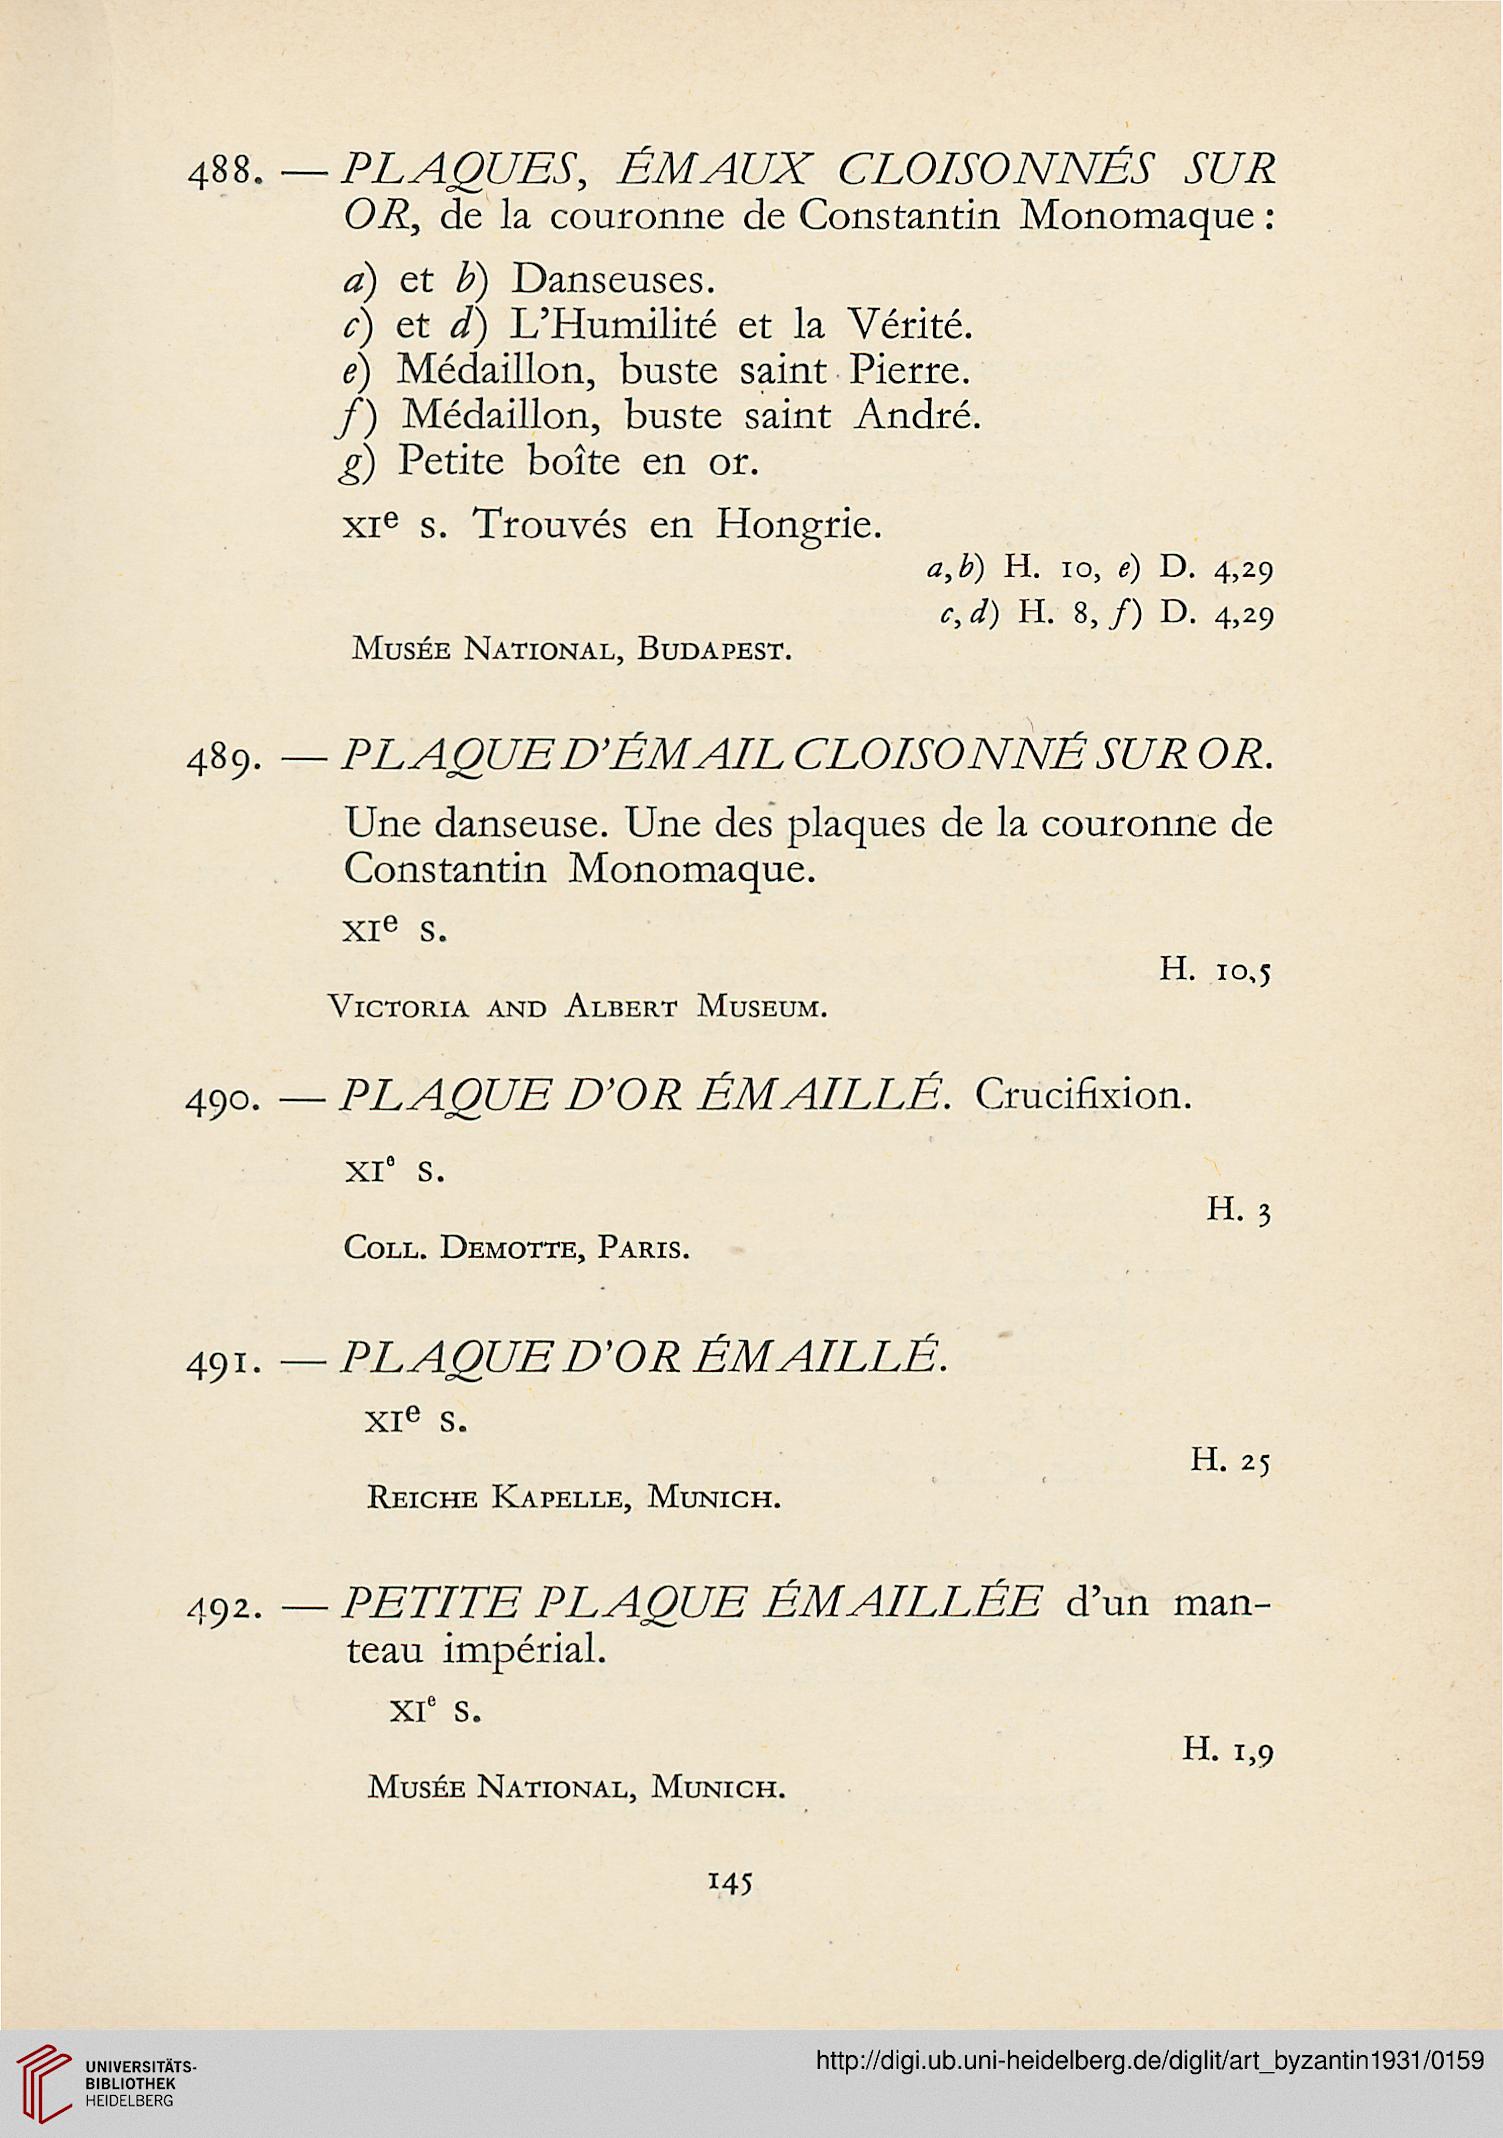 488. — PLAQUES, ÉMAUX CLOISONNÉS SUR
OR, de la couronne de Constantin Monomaque :
a) et b) Danseuses.
c) et d) L’Humilité et la Vérité.
e) Médaillon, buste saint Pierre.
f) Médaillon, buste saint André.
g) Petite boîte en or.
XIe s. Trouvés en Hongrie.
a, b) H. 10, e) D. 4,29
c, d) H. 8, f) D. 4,29
Musée National, Budapest.
489. — PLAQUE D’ÉMAIL CLOISONNÉ SUR OR.
Une danseuse. Une des plaques de la couronne de
Constantin Monomaque.
XIe s.
H. 10,5
Victoria and Albert Museum.
490. — PLAQUE D’OR ÉMAILLÉ. Crucifixion.
XIe s.
H. 3
Coll. Demotte, Paris.
491. — PLAQUE D’OR ÉMAILLÉ.
XIe s.
H. 25
Reiche Kapelle, Munich.
492. — PETITE PLAQUE ÉMAILLÉE d’un man-
teau impérial.
XIe s.
H. 1,9
Musée National, Munich.
145
UNIVERSITÄTS-
BIBLIOTHEK
HEIDELBERG
http://digi.ub.uni-heidelberg.de/diglit/art_byzantin1931/0159